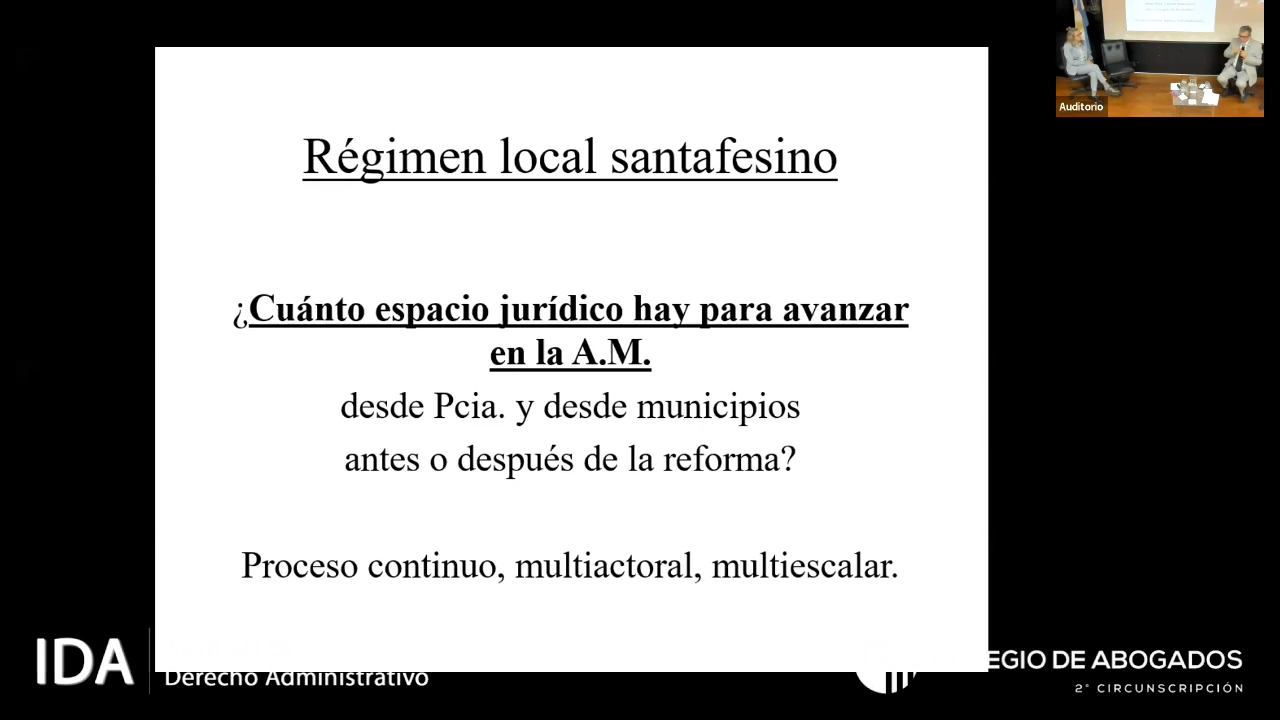 Régimen local santafesino
¿Cuánto espacio jurídico hay para avanzar
en la A.M.
desde Pcia. y desde municipios
antes o después de la reforma?
Proceso continuo, multiactoral, multiescalar.
Auditorio
IDA
Derecho Administrativo
EGIO DE ABOGADOS
2° CIRCUNSCRIPCIÓN